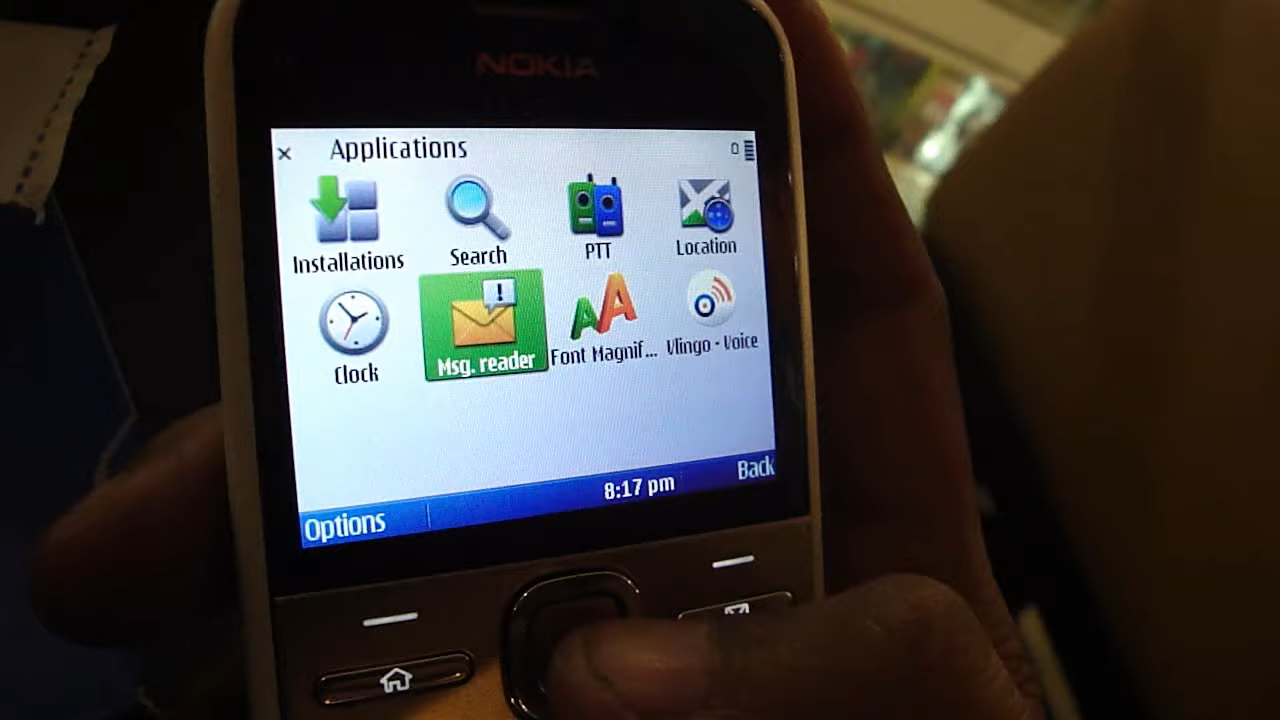 NOKIA
Applications
Installations
Search
PTT
Location
Clock
Msg. reader
Font Magnif...
Vlingo - Voice
Options
8:17 pm
Back